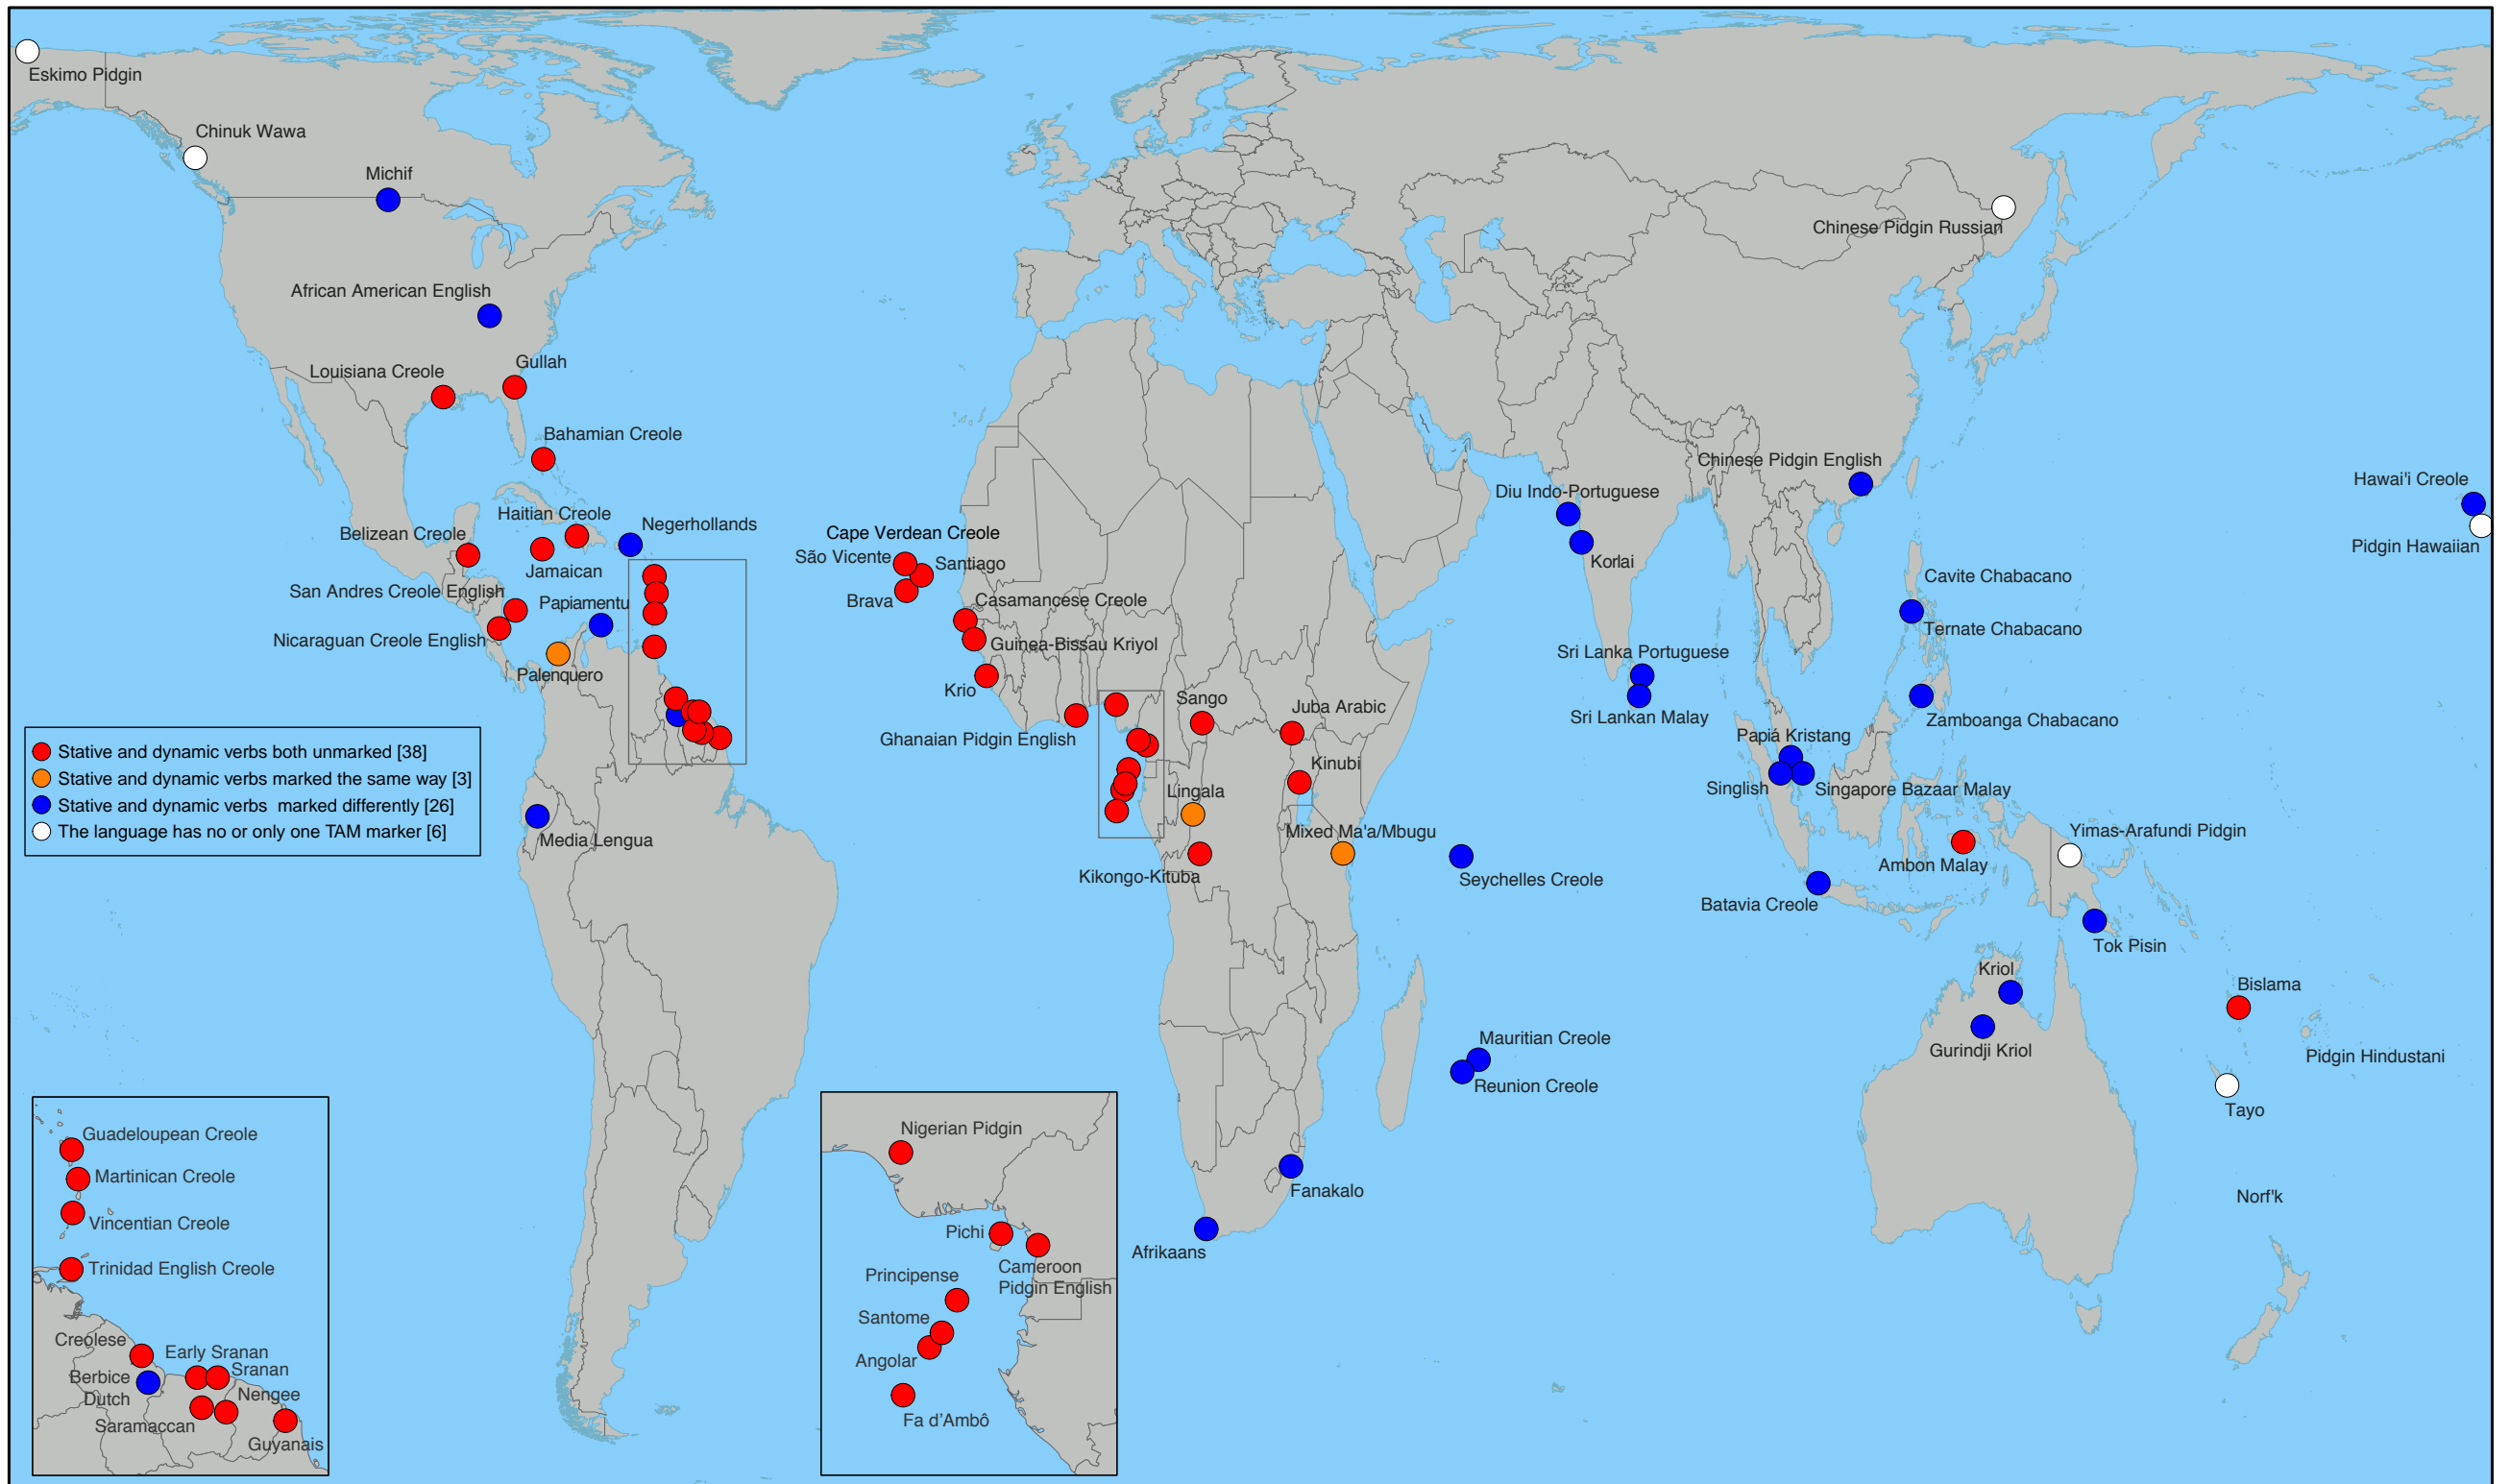 Eskimo Pidgin
Chinuk Wawa
Michif
Chinese Pidgin Russian
African American English
Gullah
Louisiana Creole
Bahamian Creole
Chinese Pidgin English
Hawai'i Creole
Diu Indo-Portuguese
Haitian Creole
Negerhollands
Belizean Creole
Cape Verdean Creole
São Vicente
Santiago
Pidgin Hawaiian
Korlai
Jamaican
Cavite Chabacano
San Andres Creole English
Papiamentu
Brava
Casamancese Creole
Ternate Chabacano
Nicaraguan Creole English
Guinea-Bissau Kriyol
Sri Lanka Portuguese
Palenquero
Krio
Sango
Juba Arabic
Sri Lankan Malay
Zamboanga Chabacano
Ghanaian Pidgin English
Papiá Kristang
Stative and dynamic verbs both unmarked [38]
Stative and dynamic verbs marked the same way [3]
Stative and dynamic verbs  marked differently [26]
The language has no or only one TAM marker [6]
Kinubi
Lingala
Singlish
Singapore Bazaar Malay
Media Lengua
Mixed Ma'a/Mbugu
Yimas-Arafundi Pidgin
Ambon Malay
Kikongo-Kituba
Seychelles Creole
Batavia Creole
Tok Pisin
Kriol
Bislama
Mauritian Creole
Gurindji Kriol
Pidgin Hindustani
Reunion Creole
Tayo
Fanakalo
Norf'k
Afrikaans
Guadeloupean Creole
Martinican Creole
Vincentian Creole
Trinidad English Creole
Creolese
Early Sranan
Sranan
Berbice
Dutch
Nengee
Saramaccan
Guyanais
Nigerian Pidgin
Pichi
Cameroon
Pidgin English
Principense
Santome
Angolar
Fa d’Ambô